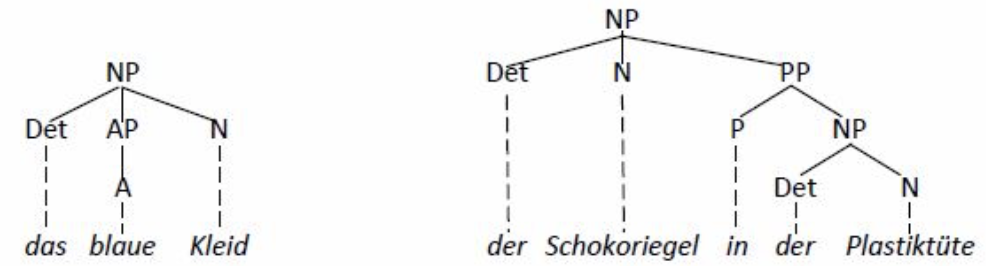 NP
Det AP N
A
das blaue Kleid
NP
Det N PP
P NP
Det N
der Schokoriegel in der Plastiktüte